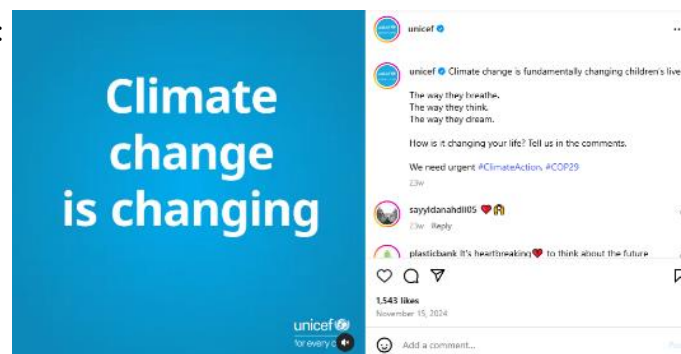 :
Climate
change
is changing
unicef
for every c
unicef
unicef Climate change is fundamentally changing children's live
The way they breathe.
The way they think.
The way they dream.
How is it changing your life? Tell us in the comments.
We need urgent #ClimateAction. #COP29
23w
23w Reply
plasticbank It's heartbreaking to think about the future
1,543 likes
November 15, 2024
Add a comment...